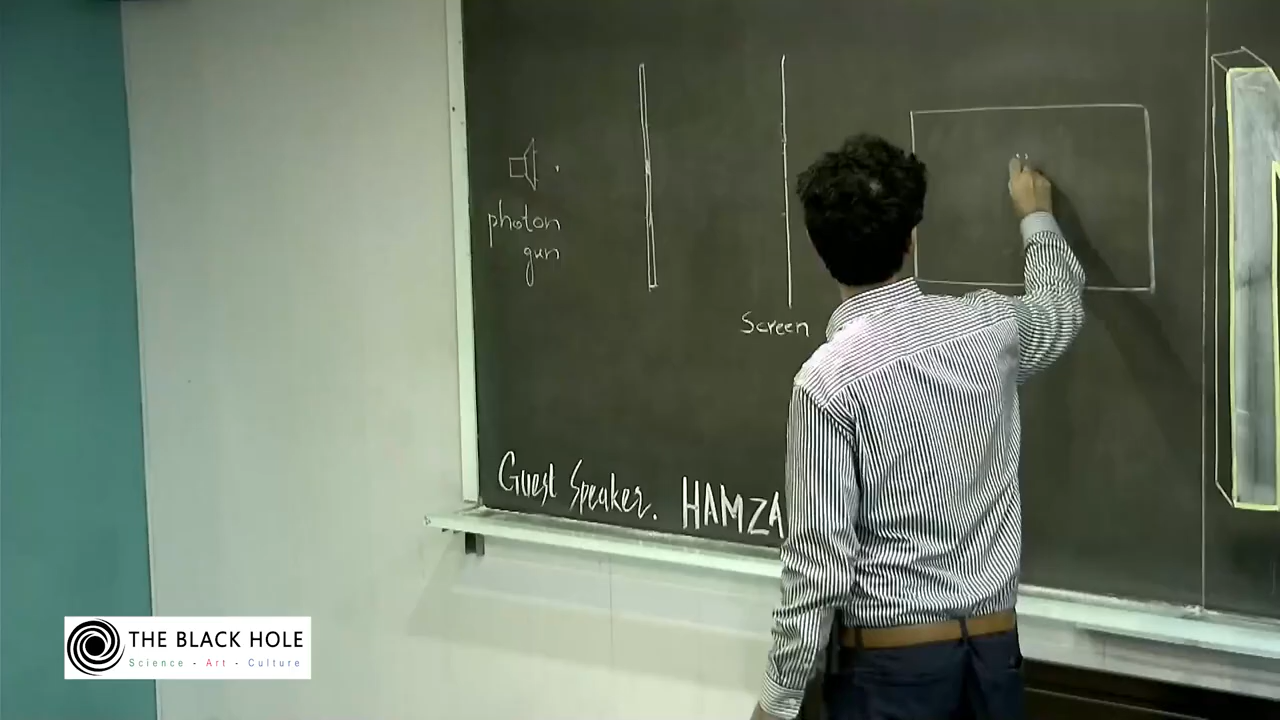 photon
gun
Screen
Guest Speaker. HAMZA
THE BLACK HOLE
Science - Art - Culture